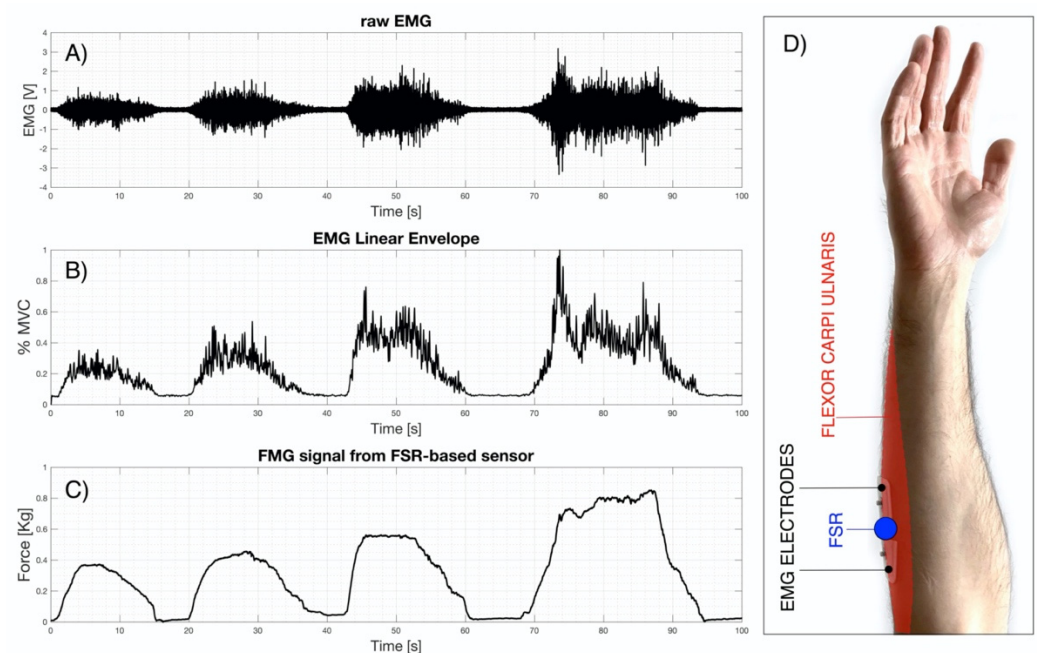 raw EMG
A)
EMG [V]
4
3
2
1
0
-1
-2
-3
-4
0 10 20 30 40 50 60 70 80 90 100
Time [s]
EMG Linear Envelope
B)
% MVC
1
0.8
0.6
0.4
0.2
0
0 10 20 30 40 50 60 70 80 90 100
Time [s]
FMG signal from FSR-based sensor
C)
Force [Kg]
1
0.8
0.6
0.4
0.2
0
0 10 20 30 40 50 60 70 80 90 100
Time [s]
D)
FLEXOR CARPI ULNARIS
EMG ELECTRODES
FSR